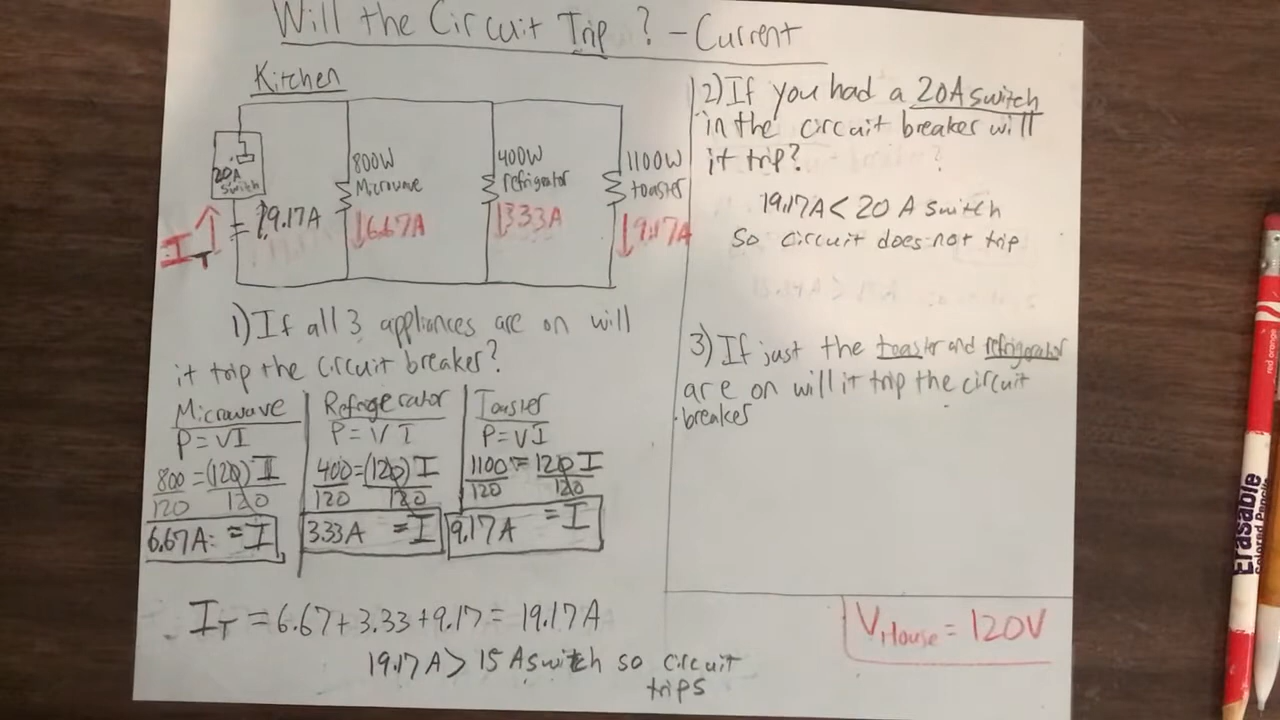 Will the Circuit Trip? - Current
Kitchen
20A
Switch
19.17A
IT
800W
Microwave
6.67A
400W
refrigerator
3.33A
1100W
toaster
9.17A
1) If all 3 appliances are on will
it trip the circuit breaker?
Microwave
P=VI
800=(120)I
120 120
6.67A = I
Refrigerator
P=VI
400=(120)I
120 120
3.33A = I
Toaster
P=VI
1100=120I
120 120
9.17A = I
IT = 6.67+3.33+9.17= 19.17A
19.17A > 15A switch so circuit
trips
2) If you had a 20A switch
in the circuit breaker will
it trip?
19.17A < 20 A switch
So circuit does not trip
3) If just the toaster and refrigerator
are on will it trip the circuit
breaker
VHouse = 120V
red orange
Erasable
Colored Pencils